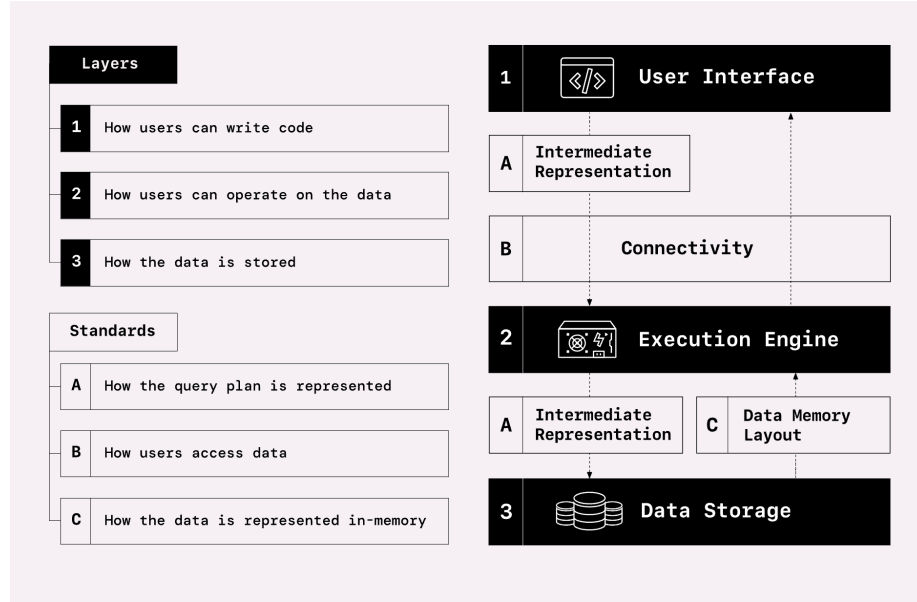 Layers
1 How users can write code
2 How users can operate on the data
3 How the data is stored
Standards
A How the query plan is represented
B How users access data
C How the data is represented in-memory
1 </> User Interface
A Intermediate
Representation
B Connectivity
2 Execution Engine
A Intermediate
Representation
C Data Memory
Layout
3 Data Storage